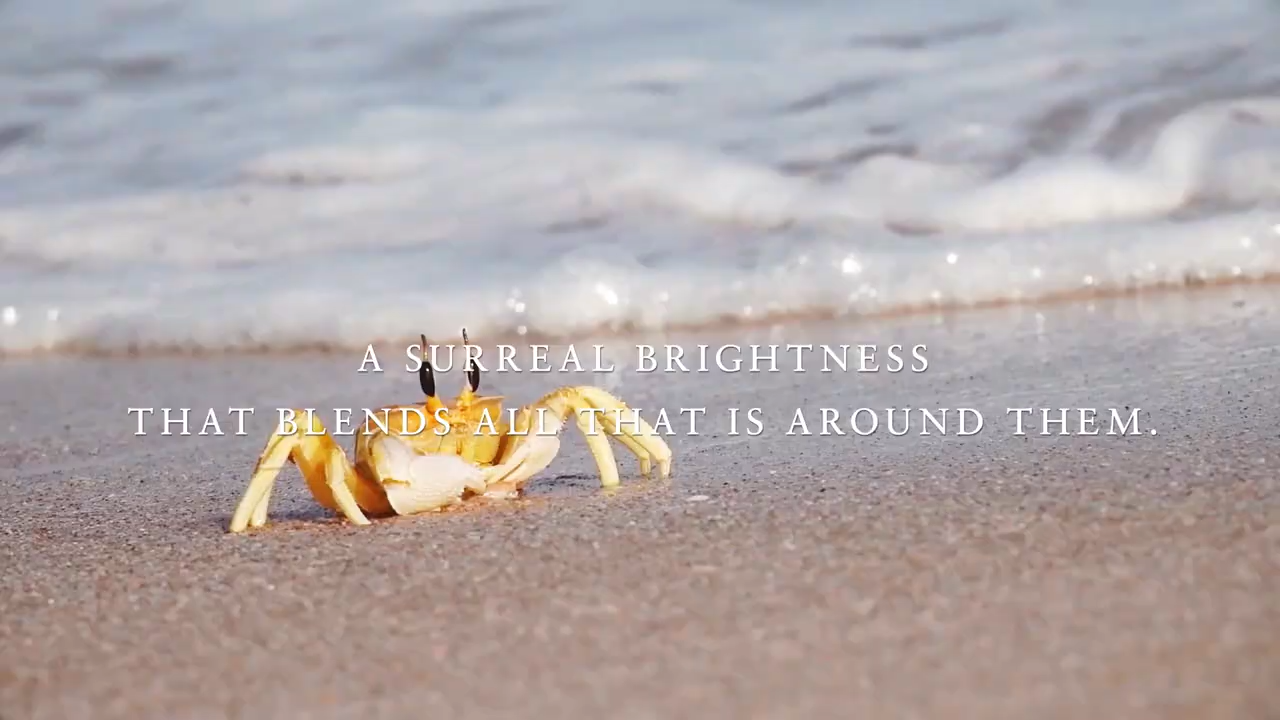 A SURREAL BRIGHTNESS
THAT BLENDS ALL THAT IS AROUND THEM.